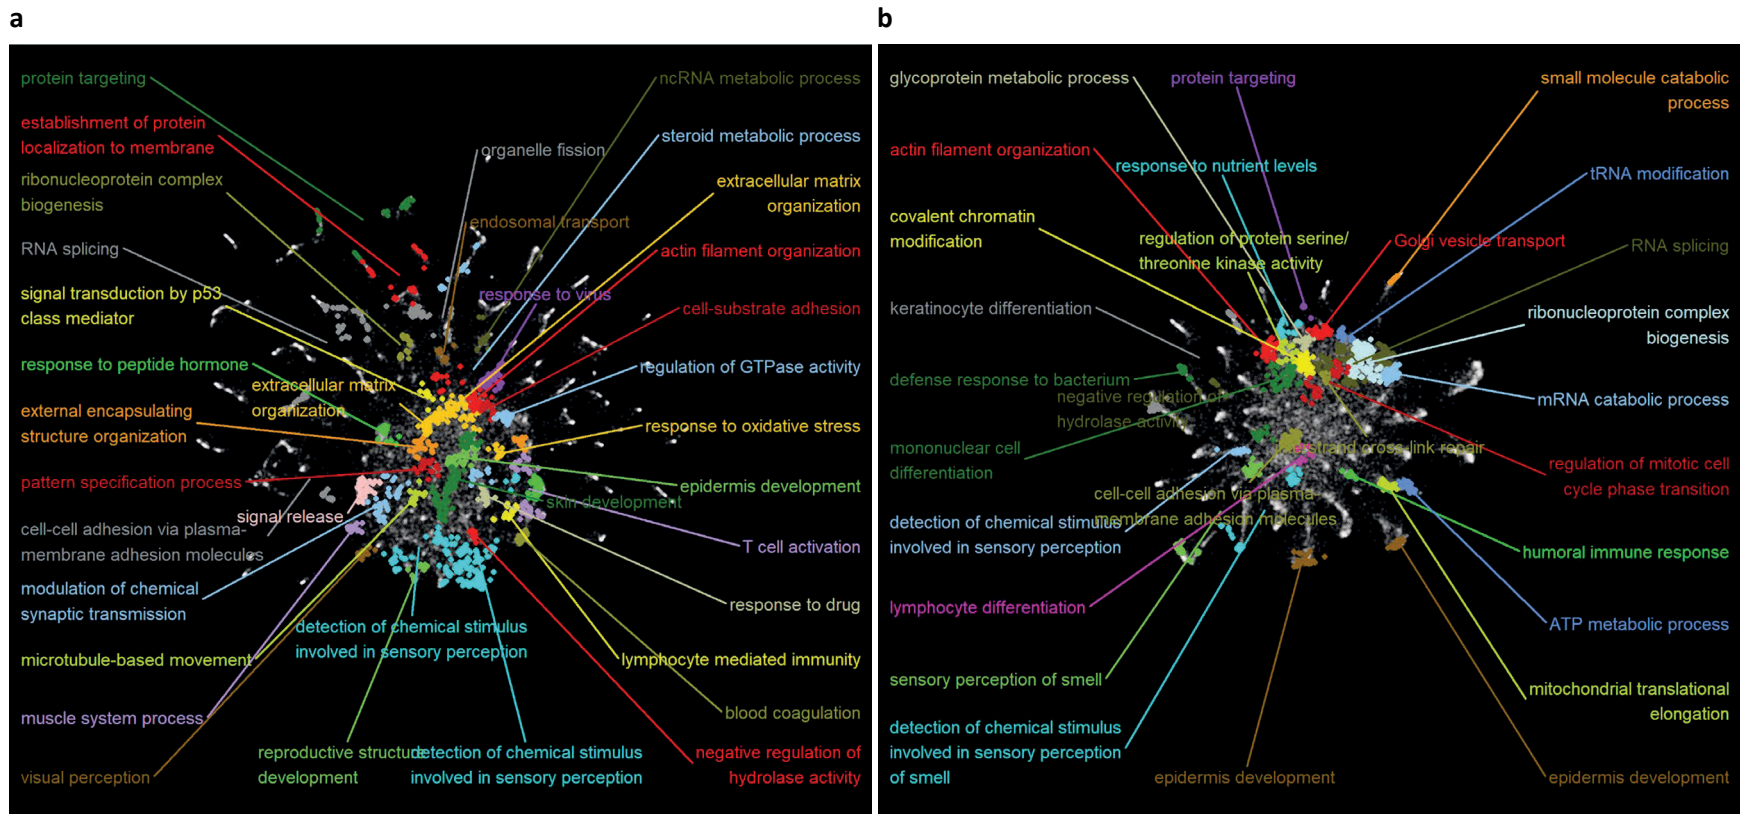 a
protein targeting
establishment of protein
localization to membrane
ribonucleoprotein complex
biogenesis
RNA splicing
signal transduction by p53
class mediator
response to peptide hormone
extracellular matrix
organization
external encapsulating
structure organization
pattern specification process
signal release
cell-cell adhesion via plasma-
membrane adhesion molecules
modulation of chemical
synaptic transmission
detection of chemical stimulus
involved in sensory perception
microtubule-based movement
muscle system process
visual perception
reproductive structure
development
detection of chemical stimulus
involved in sensory perception
ncRNA metabolic process
steroid metabolic process
organelle fission
extracellular matrix
organization
endosomal transport
actin filament organization
response to virus
cell-substrate adhesion
regulation of GTPase activity
response to oxidative stress
epidermis development
skin development
T cell activation
response to drug
lymphocyte mediated immunity
blood coagulation
negative regulation of
hydrolase activity
b
glycoprotein metabolic process
protein targeting
small molecule catabolic
process
actin filament organization
response to nutrient levels
tRNA modification
covalent chromatin
modification
regulation of protein serine/
threonine kinase activity
Golgi vesicle transport
RNA splicing
keratinocyte differentiation
ribonucleoprotein complex
biogenesis
defense response to bacterium
negative regulation of
hydrolase activity
mRNA catabolic process
mononuclear cell
differentiation
cross-link repair
regulation of mitotic cell
cycle phase transition
cell-cell adhesion via plasma-
membrane adhesion molecules
detection of chemical stimulus
involved in sensory perception
humoral immune response
lymphocyte differentiation
ATP metabolic process
sensory perception of smell
mitochondrial translational
elongation
detection of chemical stimulus
involved in sensory perception
of smell
epidermis development
epidermis development